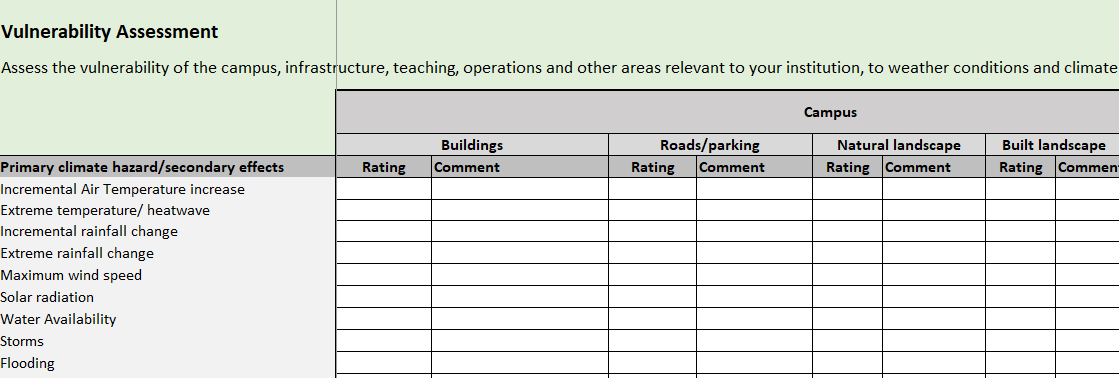 Vulnerability Assessment
Assess the vulnerability of the campus, infrastructure, teaching, operations and other areas relevant to your institution, to weather conditions and climate
Campus
Buildings Roads/parking Natural landscape Built landscape
Primary climate hazard/secondary effects Rating Comment Rating Comment Rating Comment Rating Commen
Incremental Air Temperature increase
Extreme temperature/ heatwave
Incremental rainfall change
Extreme rainfall change
Maximum wind speed
Solar radiation
Water Availability
Storms
Flooding